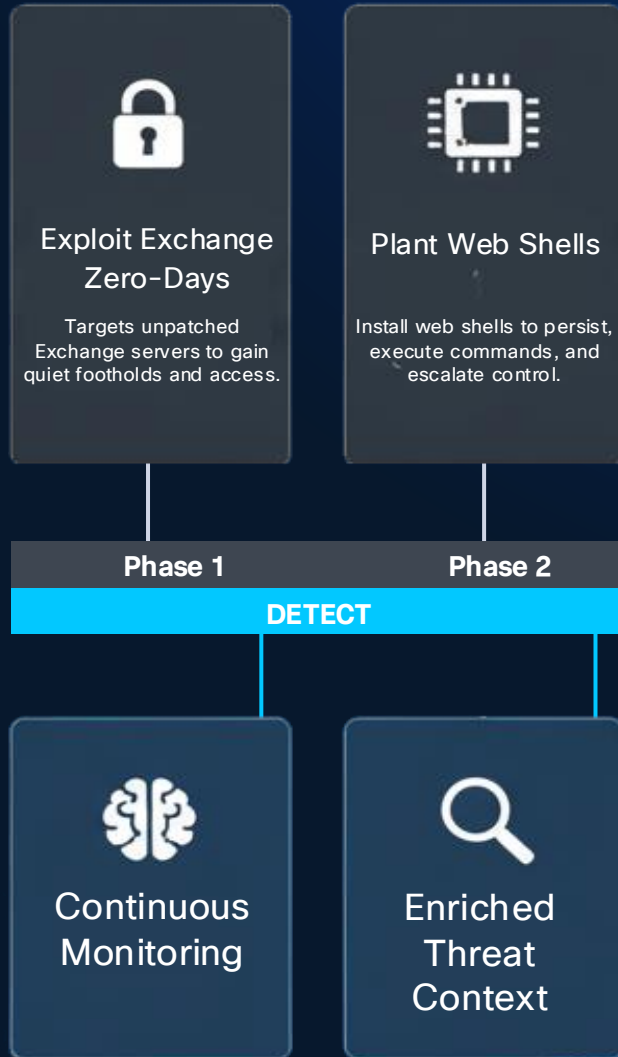 Exploit Exchange
Zero-Days
Targets unpatched
Exchange servers to gain
quiet footholds and access.
Plant Web Shells
Install web shells to persist,
execute commands, and
escalate control.
Phase 1
Phase 2
DETECT
Continuous
Monitoring
Enriched
Threat
Context